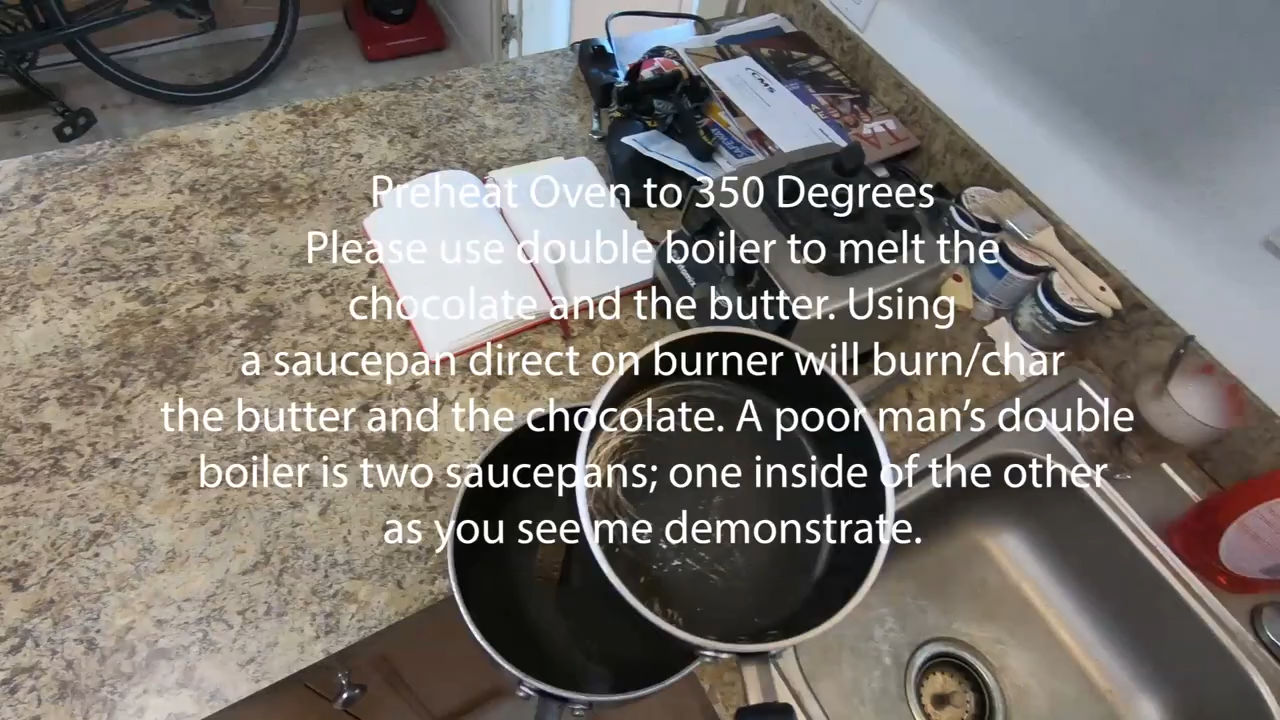 Preheat Oven to 350 Degrees
Please use double boiler to melt the
chocolate and the butter. Using
a saucepan direct on burner will burn/char
the butter and the chocolate. A poor man’s double
boiler is two saucepans; one inside of the other
as you see me demonstrate.
CMS
SAFEWAY